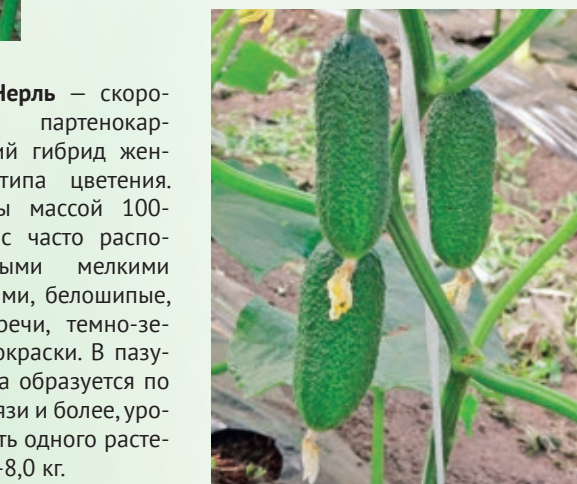 Нерль — скоро-
партенокар-
ий гибрид жен-
типа цветения.
ы массой 100-
с часто распо-
ыми мелкими
ми, белошипые,
речи, темно-зе-
окраски. В пазу-
а образуется по
язи и более, уро-
ть одного расте-
-8,0 кг.